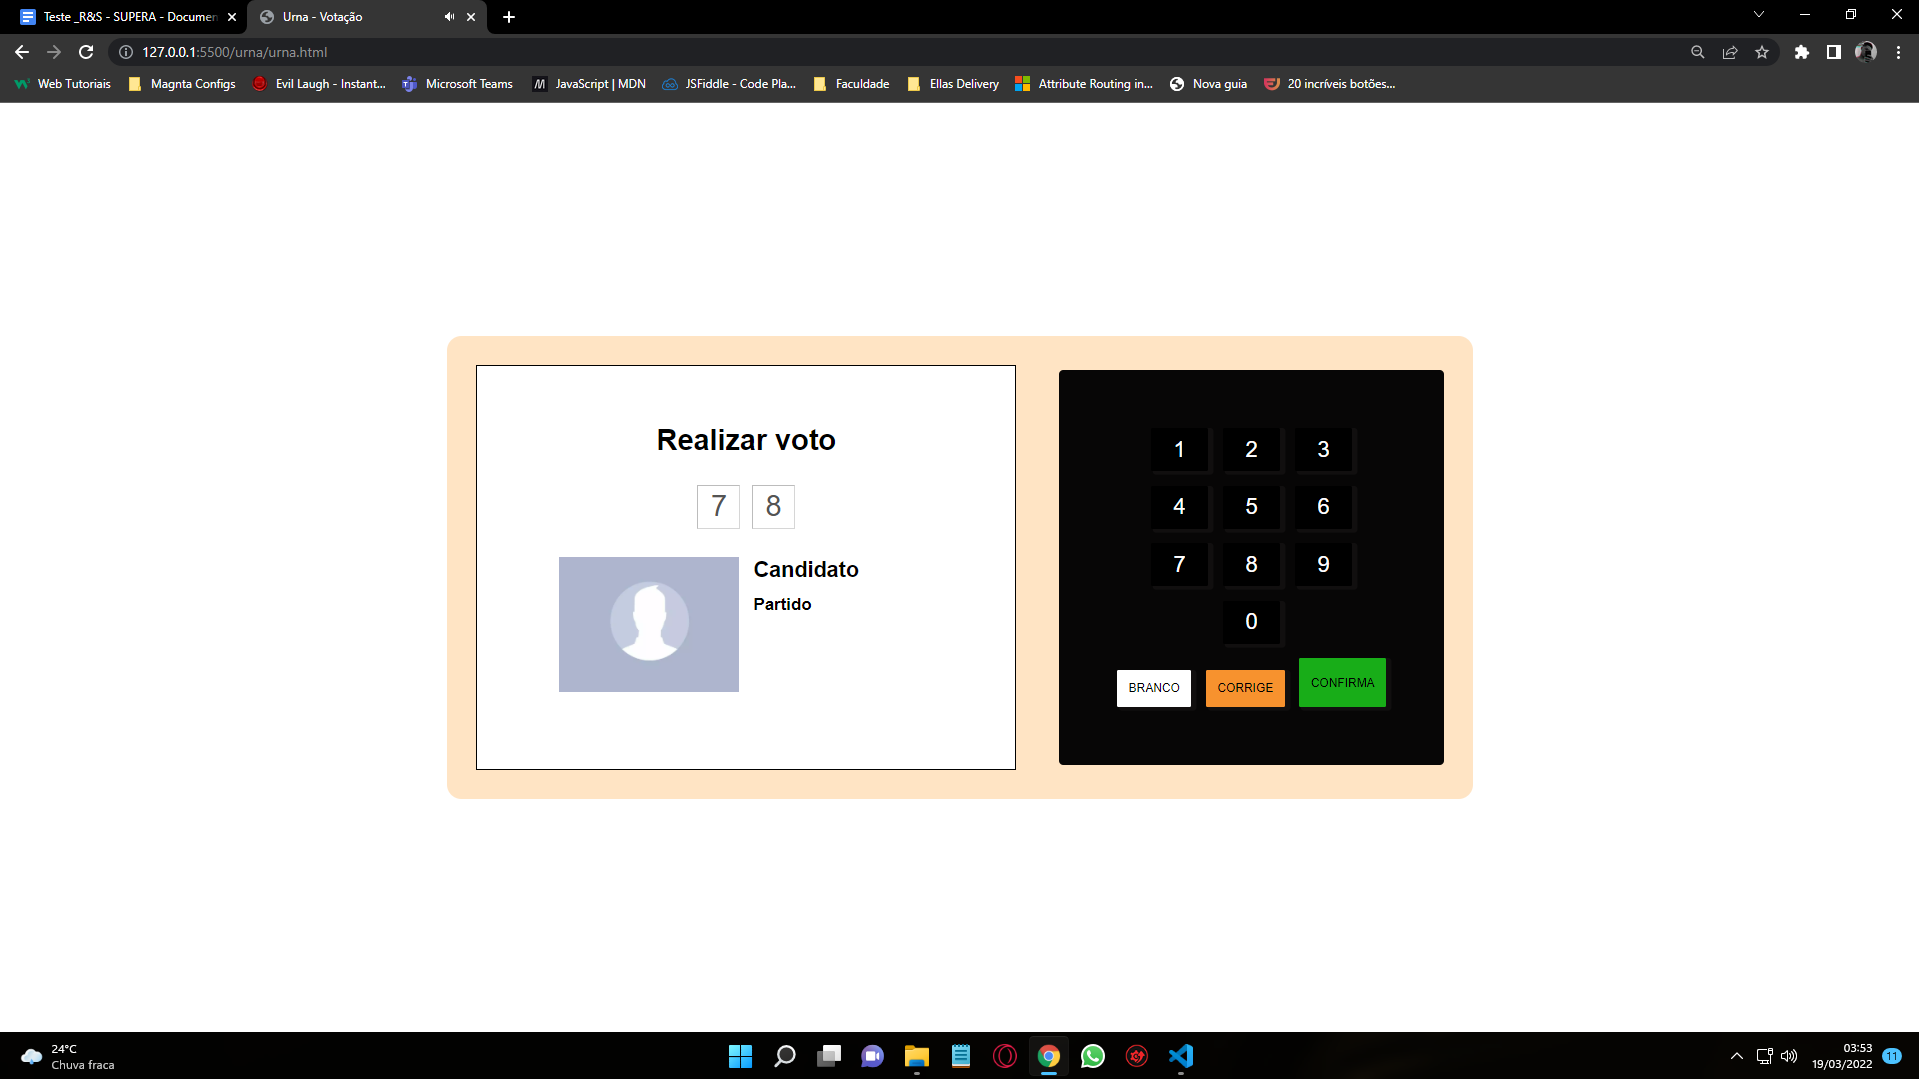 Teste _R&S - SUPERA - Documen
Urna - Votação
127.0.0.1:5500/urna/urna.html
Web Tutoriais
Magnta Configs
Evil Laugh - Instant...
Microsoft Teams
JavaScript | MDN
JSFiddle - Code Pla...
Faculdade
Ellas Delivery
Attribute Routing in...
Nova guia
20 incríveis botões...
Realizar voto
7 8
Candidato
Partido
1 2 3
4 5 6
7 8 9
0
BRANCO CORRIGE CONFIRMA
24°C
Chuva fraca
03:53
19/03/2022
11